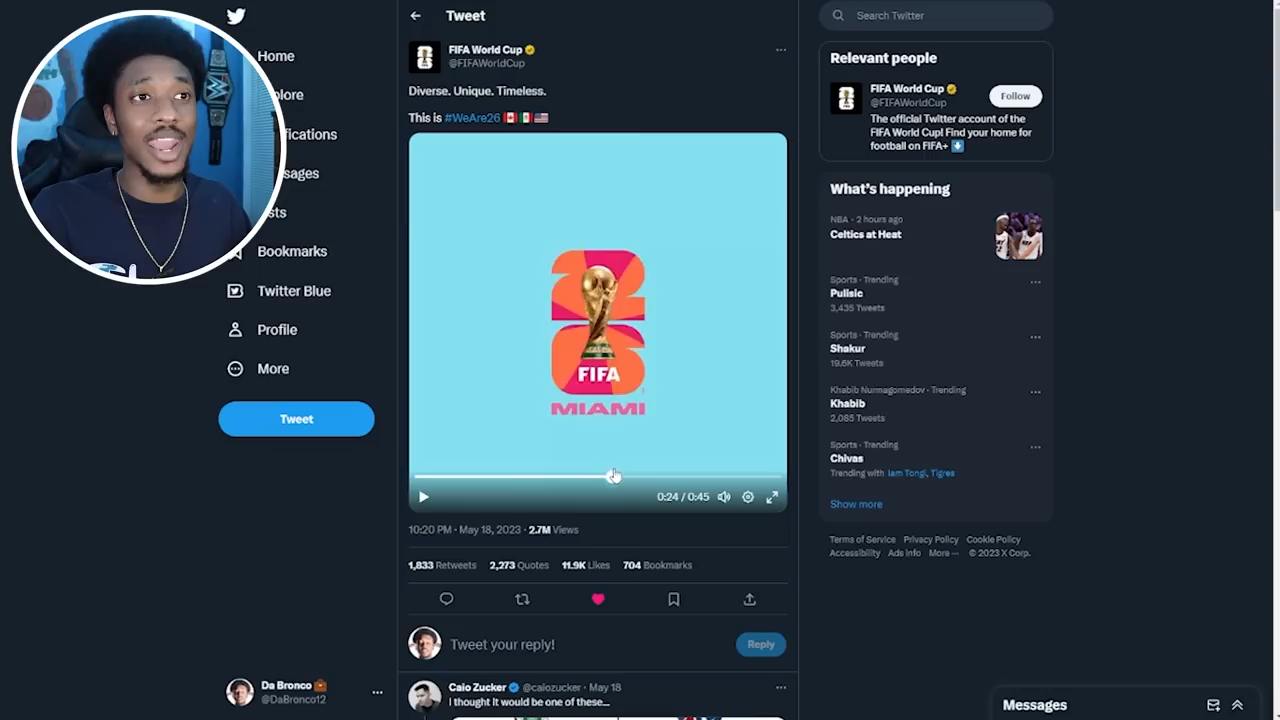 Home
Bookmarks
Twitter Blue
Profile
More
Tweet
Da Bronco
@DaBronco12
Tweet
FIFA World Cup
@FIFAWorldCup
Diverse. Unique. Timeless.
This is #WeAre26
FIFA
MIAMI
0:24 / 0:45
10:20 PM · May 18, 2023 · 2.7M Views
1,833 Retweets 2,273 Quotes 11.9K Likes 704 Bookmarks
Tweet your reply!
Reply
Caio Zucker @caiozucker · May 18
I thought it would be one of these...
Search Twitter
Relevant people
FIFA World Cup
@FIFAWorldCup
Follow
The official Twitter account of the
FIFA World Cup! Find your home for
football on FIFA+
What's happening
NBA · 2 hours ago
Celtics at Heat
Sports · Trending
Pulisic
3,435 Tweets
Sports · Trending
Shakur
19.6K Tweets
Khabib Nurmagomedov · Trending
Khabib
2,085 Tweets
Sports · Trending
Chivas
Trending with Iam Tongi, Tigres
Show more
Terms of Service Privacy Policy Cookie Policy
Accessibility Ads info More ··· © 2023 X Corp.
Messages